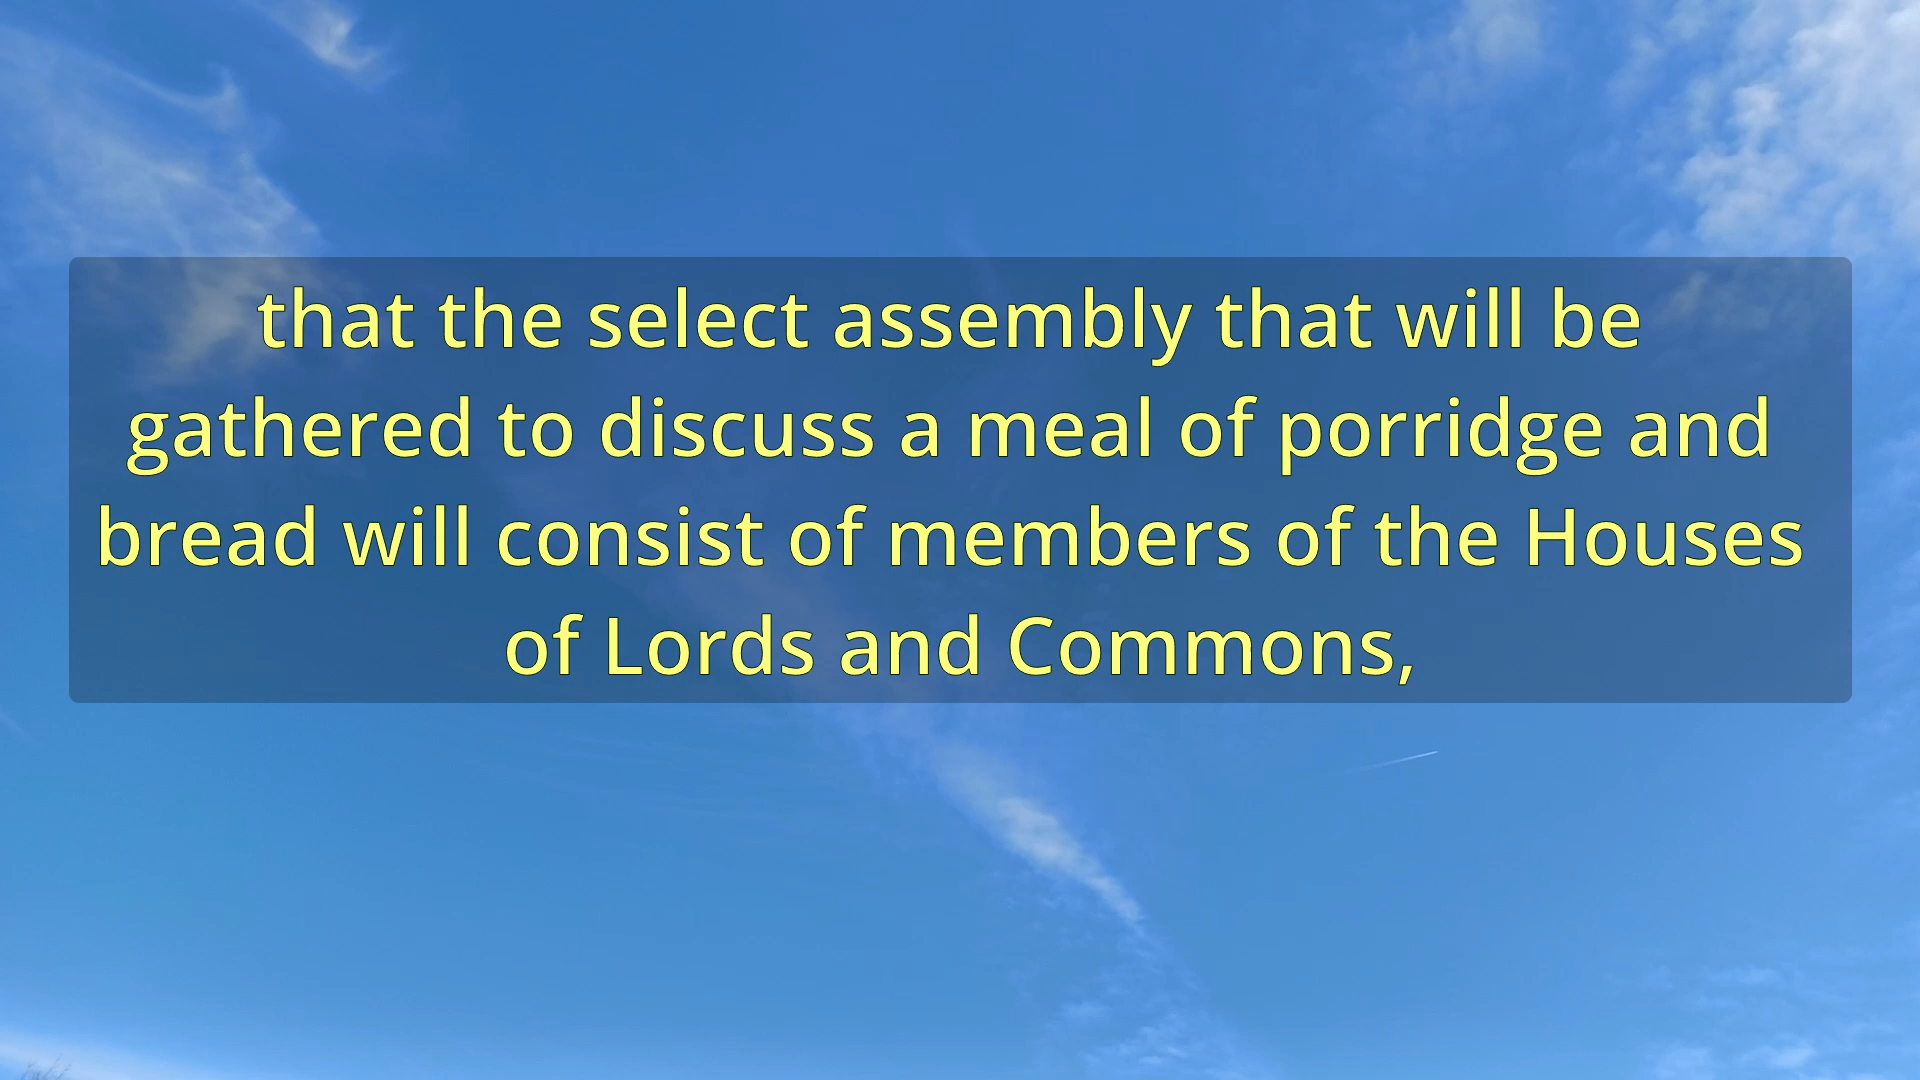 that the select assembly that will be
gathered to discuss a meal of porridge and
bread will consist of members of the Houses
of Lords and Commons,